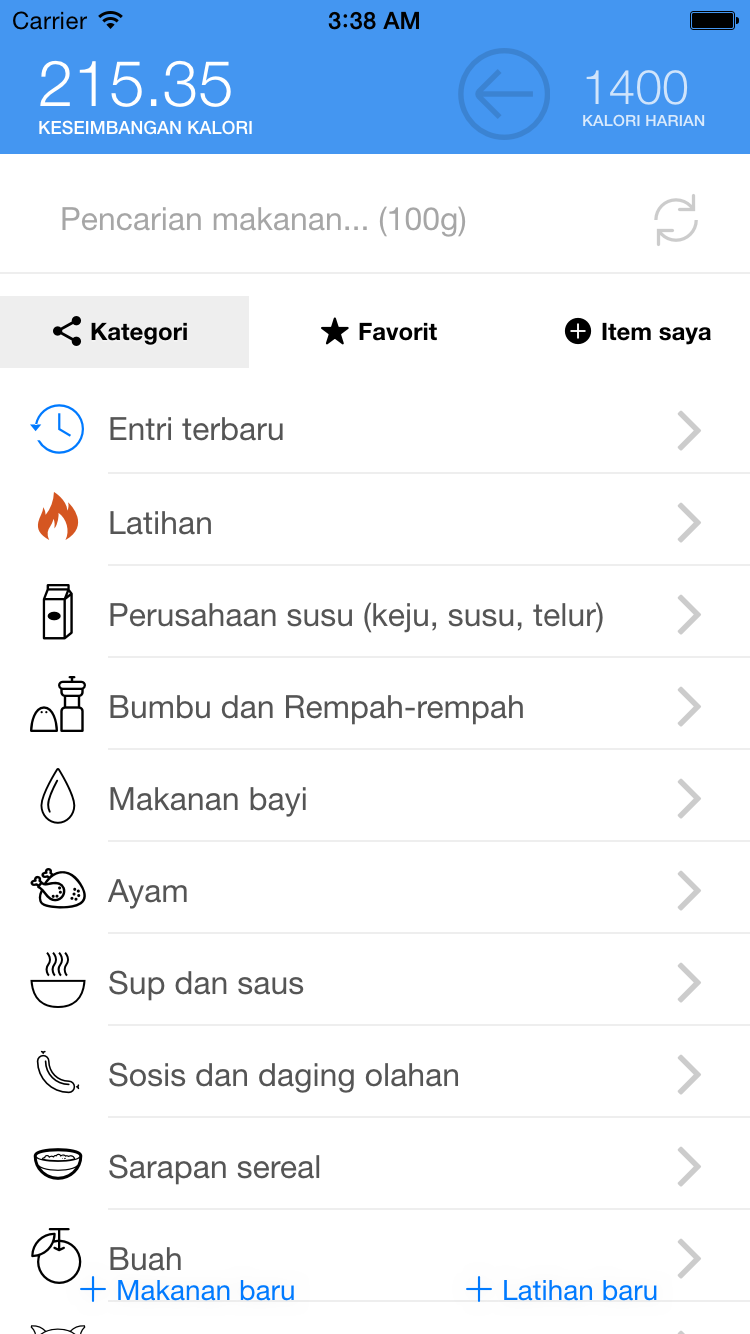 Carrier 3:38 AM
215.35 1400
KESEIMBANGAN KALORI KALORI HARIAN
Pencarian makanan... (100g)
Kategori Favorit Item saya
Entri terbaru
Latihan
Perusahaan susu (keju, susu, telur)
Bumbu dan Rempah-rempah
Makanan bayi
Ayam
Sup dan saus
Sosis dan daging olahan
Sarapan sereal
Buah
Makanan baru Latihan baru